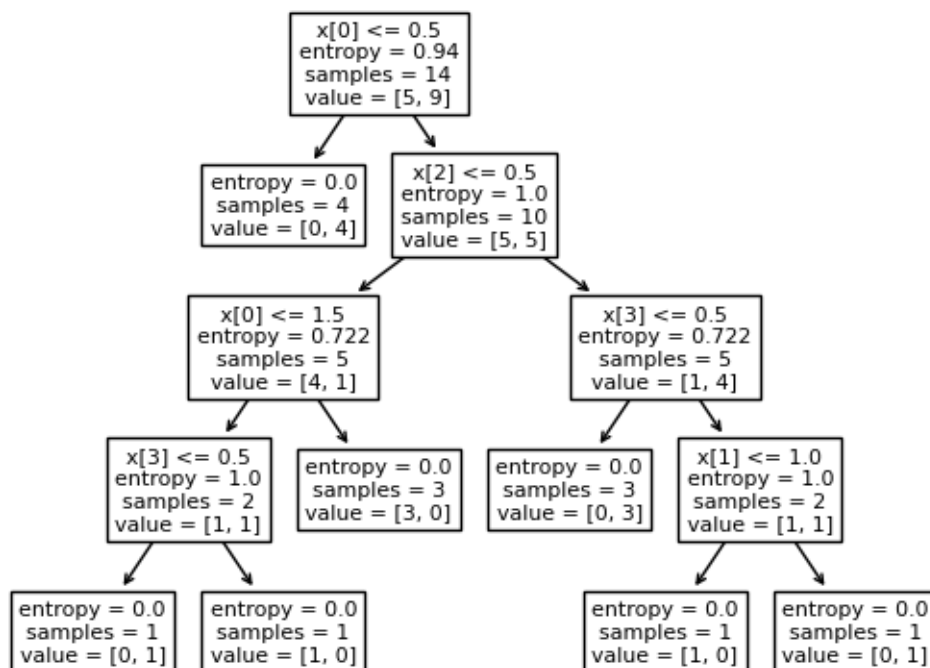 x[0] <= 0.5
entropy = 0.94
samples = 14
value = [5, 9]
entropy = 0.0
samples = 4
value = [0, 4]
x[2] <= 0.5
entropy = 1.0
samples = 10
value = [5, 5]
x[0] <= 1.5
entropy = 0.722
samples = 5
value = [4, 1]
x[3] <= 0.5
entropy = 0.722
samples = 5
value = [1, 4]
x[3] <= 0.5
entropy = 1.0
samples = 2
value = [1, 1]
entropy = 0.0
samples = 3
value = [3, 0]
entropy = 0.0
samples = 3
value = [0, 3]
x[1] <= 1.0
entropy = 1.0
samples = 2
value = [1, 1]
entropy = 0.0
samples = 1
value = [0, 1]
entropy = 0.0
samples = 1
value = [1, 0]
entropy = 0.0
samples = 1
value = [1, 0]
entropy = 0.0
samples = 1
value = [0, 1]